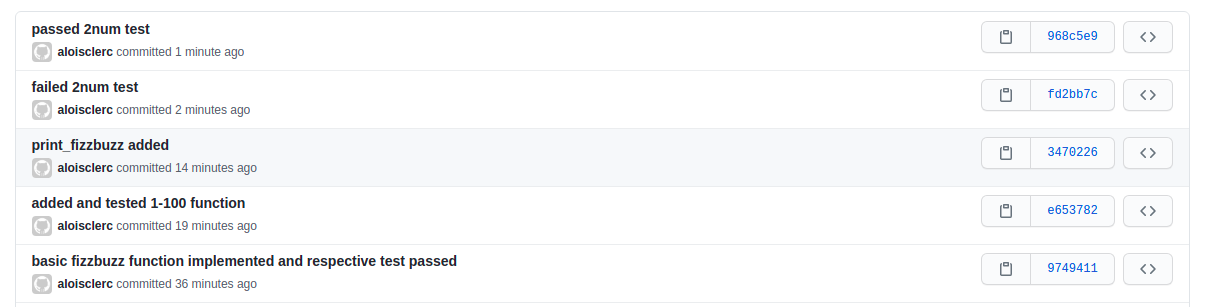 passed 2num test
aloisclerc committed 1 minute ago
968c5e9
failed 2num test
aloisclerc committed 2 minutes ago
fd2bb7c
print_fizzbuzz added
aloisclerc committed 14 minutes ago
3470226
added and tested 1-100 function
aloisclerc committed 19 minutes ago
e653782
basic fizzbuzz function implemented and respective test passed
aloisclerc committed 36 minutes ago
9749411